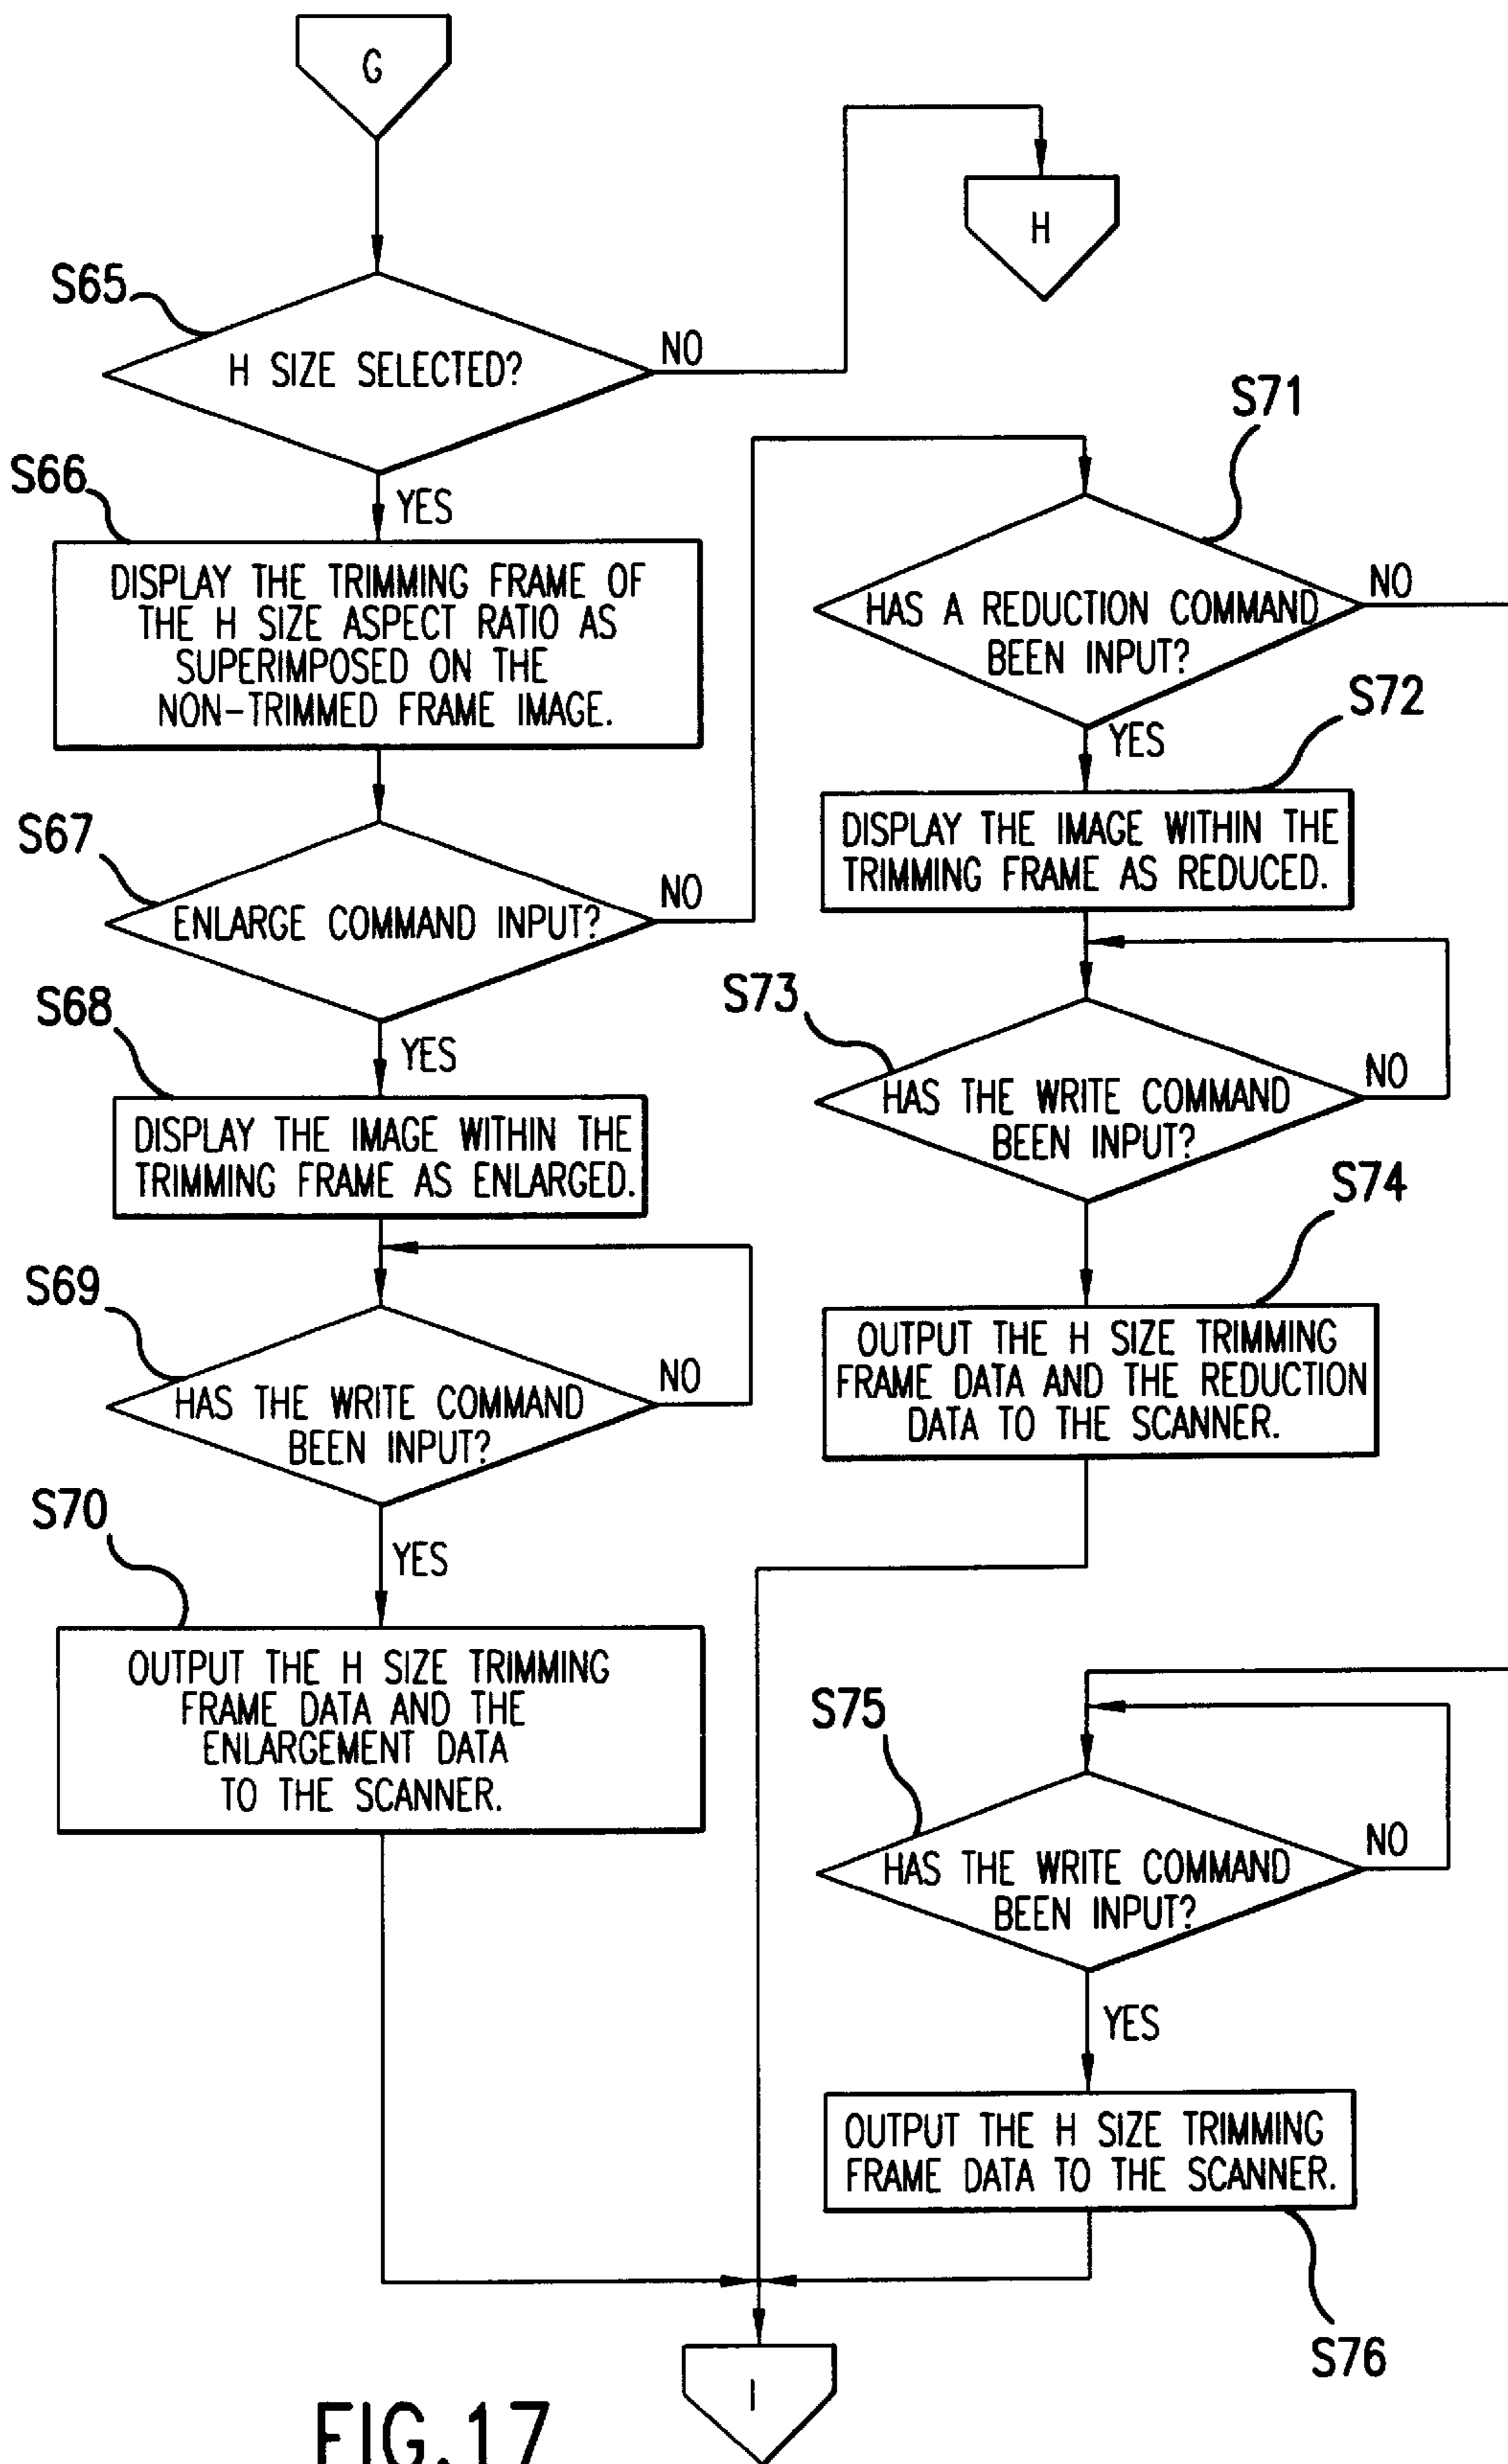 G
H
S65
H SIZE SELECTED?
NO
YES
S66
DISPLAY THE TRIMMING FRAME OF
THE H SIZE ASPECT RATIO AS
SUPERIMPOSED ON THE
NON-TRIMMED FRAME IMAGE.
S67
ENLARGE COMMAND INPUT?
NO
YES
S68
DISPLAY THE IMAGE WITHIN THE
TRIMMING FRAME AS ENLARGED.
S69
HAS THE WRITE COMMAND
BEEN INPUT?
NO
YES
S70
OUTPUT THE H SIZE TRIMMING
FRAME DATA AND THE
ENLARGEMENT DATA
TO THE SCANNER.
S71
HAS A REDUCTION COMMAND
BEEN INPUT?
NO
YES
S72
DISPLAY THE IMAGE WITHIN THE
TRIMMING FRAME AS REDUCED.
S73
HAS THE WRITE COMMAND
BEEN INPUT?
NO
S74
OUTPUT THE H SIZE TRIMMING
FRAME DATA AND THE REDUCTION
DATA TO THE SCANNER.
S75
HAS THE WRITE COMMAND
BEEN INPUT?
NO
YES
OUTPUT THE H SIZE TRIMMING
FRAME DATA TO THE SCANNER.
S76
I
FIG.17